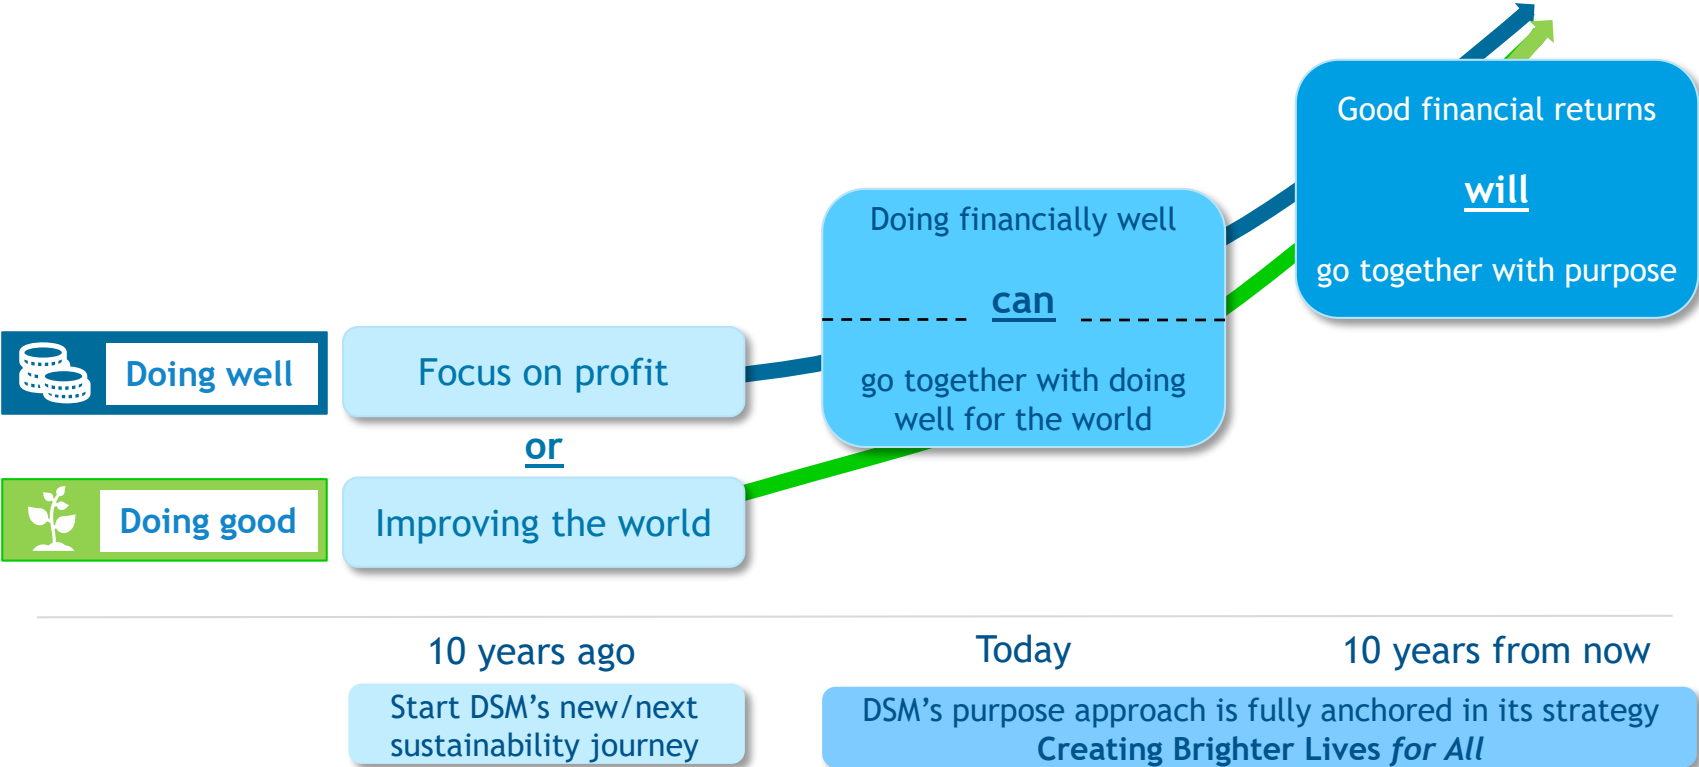 Good financial returns
will
go together with purpose
Doing financially well
can
go together with doing
well for the world
Doing well
Focus on profit
or
Doing good
Improving the world
10 years ago
Today
10 years from now
Start DSM’s new/next
sustainability journey
DSM’s purpose approach is fully anchored in its strategy
Creating Brighter Lives for All